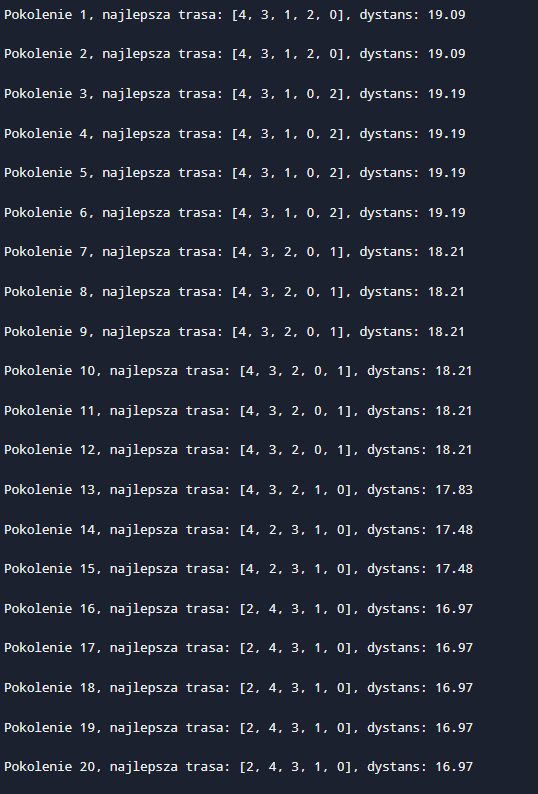 Pokolenie 1, najlepsza trasa: [4, 3, 1, 2, 0], dystans: 19.09
Pokolenie 2, najlepsza trasa: [4, 3, 1, 2, 0], dystans: 19.09
Pokolenie 3, najlepsza trasa: [4, 3, 1, 0, 2], dystans: 19.19
Pokolenie 4, najlepsza trasa: [4, 3, 1, 0, 2], dystans: 19.19
Pokolenie 5, najlepsza trasa: [4, 3, 1, 0, 2], dystans: 19.19
Pokolenie 6, najlepsza trasa: [4, 3, 1, 0, 2], dystans: 19.19
Pokolenie 7, najlepsza trasa: [4, 3, 2, 0, 1], dystans: 18.21
Pokolenie 8, najlepsza trasa: [4, 3, 2, 0, 1], dystans: 18.21
Pokolenie 9, najlepsza trasa: [4, 3, 2, 0, 1], dystans: 18.21
Pokolenie 10, najlepsza trasa: [4, 3, 2, 0, 1], dystans: 18.21
Pokolenie 11, najlepsza trasa: [4, 3, 2, 0, 1], dystans: 18.21
Pokolenie 12, najlepsza trasa: [4, 3, 2, 0, 1], dystans: 18.21
Pokolenie 13, najlepsza trasa: [4, 3, 2, 1, 0], dystans: 17.83
Pokolenie 14, najlepsza trasa: [4, 2, 3, 1, 0], dystans: 17.48
Pokolenie 15, najlepsza trasa: [4, 2, 3, 1, 0], dystans: 17.48
Pokolenie 16, najlepsza trasa: [2, 4, 3, 1, 0], dystans: 16.97
Pokolenie 17, najlepsza trasa: [2, 4, 3, 1, 0], dystans: 16.97
Pokolenie 18, najlepsza trasa: [2, 4, 3, 1, 0], dystans: 16.97
Pokolenie 19, najlepsza trasa: [2, 4, 3, 1, 0], dystans: 16.97
Pokolenie 20, najlepsza trasa: [2, 4, 3, 1, 0], dystans: 16.97